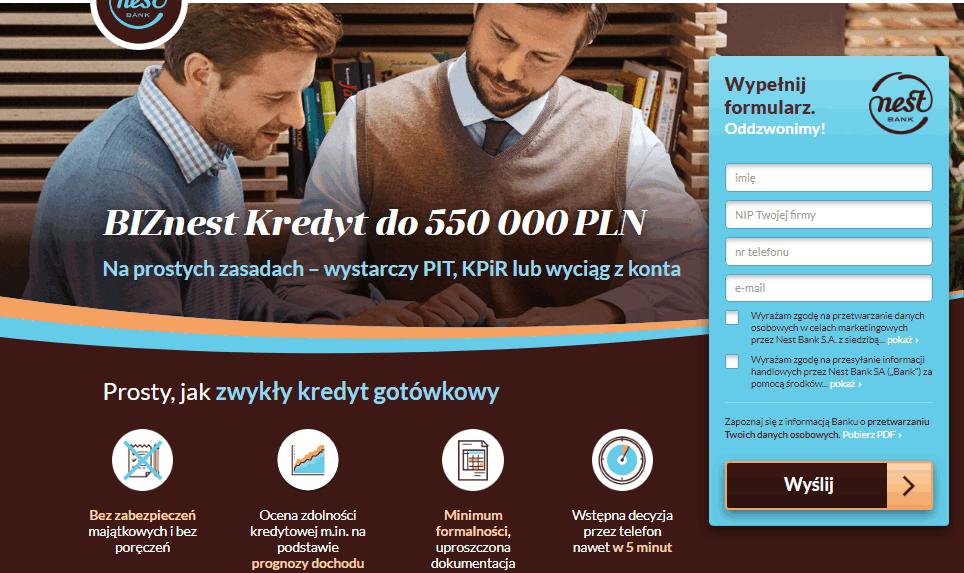 nest
BANK
BIZnest Kredyt do 550 000 PLN
Na prostych zasadach – wystarczy PIT, KPiR lub wyciąg z konta
Prosty, jak zwykły kredyt gotówkowy
Bez zabezpieczeń
majątkowych i bez
poręczeń
Ocena zdolności
kredytowej m.in. na
podstawie
prognozy dochodu
Minimum
formalności,
uproszczona
dokumentacja
Wstępna decyzja
przez telefon
nawet w 5 minut
Wypełnij
formularz.
Oddzwonimy!
nest
BANK
imię
NIP Twojej firmy
nr telefonu
e-mail
Wyrażam zgodę na przetwarzanie danych
osobowych w celach marketingowych
przez Nest Bank S.A. z siedzibą... pokaż ›
Wyrażam zgodę na przesyłanie informacji
handlowych przez Nest Bank SA („Bank") za
pomocą środków... pokaż ›
Zapoznaj się z informacją Banku o przetwarzaniu
Twoich danych osobowych. Pobierz PDF ›
Wyślij